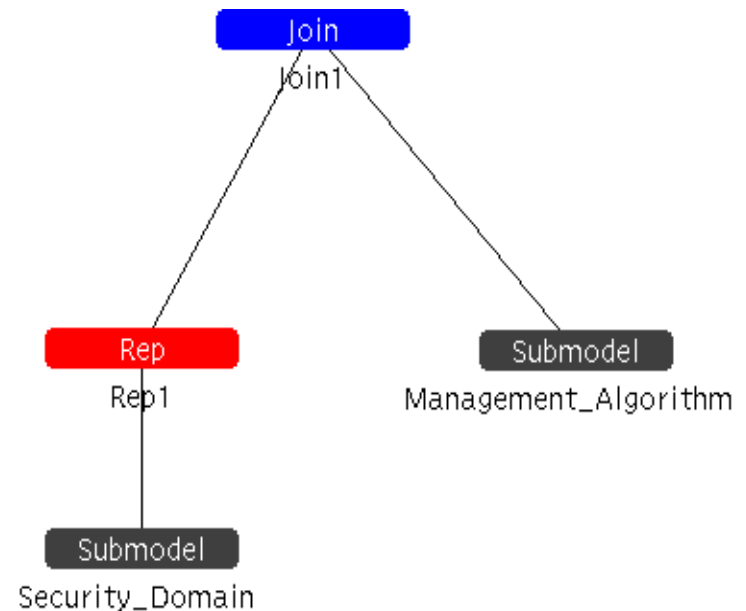 Join
Join1
Rep
Rep1
Submodel
Management_Algorithm
Submodel
Security_Domain